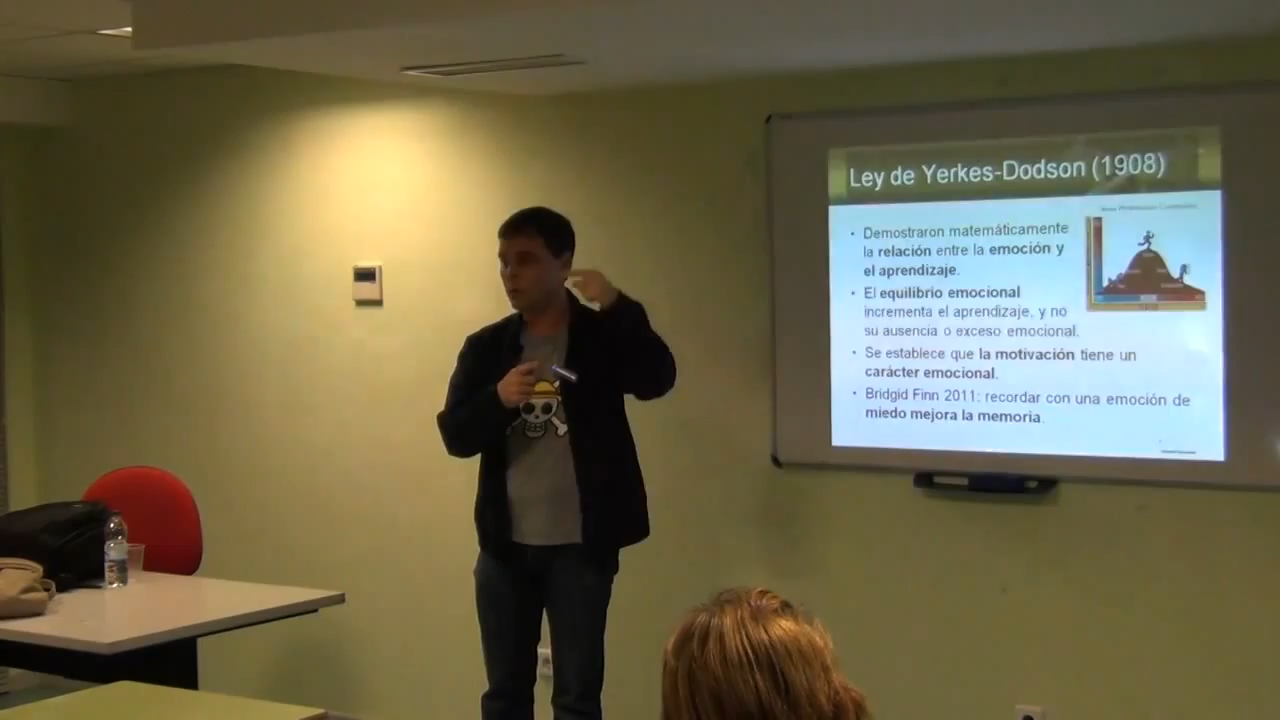 Ley de Yerkes-Dodson (1908)
• Demostraron matemáticamente
la relación entre la emoción y
el aprendizaje.
• El equilibrio emocional
incrementa el aprendizaje, y no
su ausencia o exceso emocional.
• Se establece que la motivación tiene un
carácter emocional.
• Bridgid Finn 2011: recordar con una emoción de
miedo mejora la memoria.